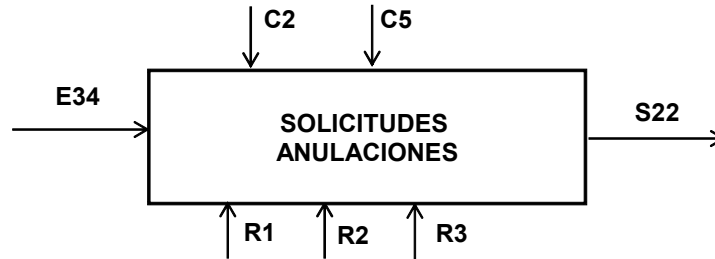 C2
C5
E34
SOLICITUDES
ANULACIONES
S22
R1
R2
R3